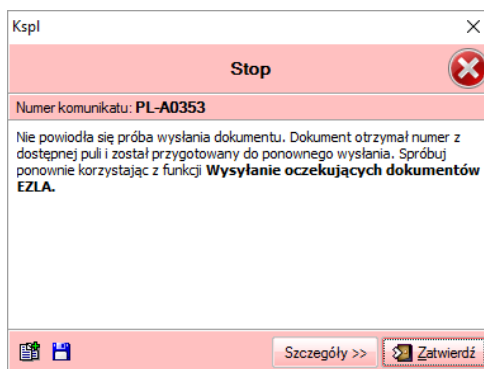 Kspl
Stop
Numer komunikatu: PL-A0353
Nie powiodła się próba wysłania dokumentu. Dokument otrzymał numer z
dostępnej puli i został przygotowany do ponownego wysłania. Spróbuj
ponownie korzystając z funkcji Wysyłanie oczekujących dokumentów
EZLA.
Szczegóły >> Zatwierdź